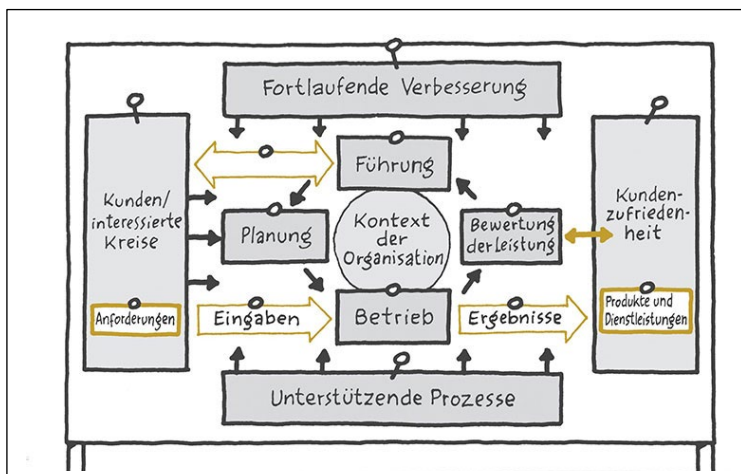 Fortlaufende Verbesserung
Kunden/
interessierte
Kreise
Anforderungen
Führung
Planung
Kontext
der
Organisation
Bewertung
der Leistung
Kunden-
zufrieden-
heit
Eingaben
Betrieb
Ergebnisse
Produkte und
Dienstleistungen
Unterstützende Prozesse